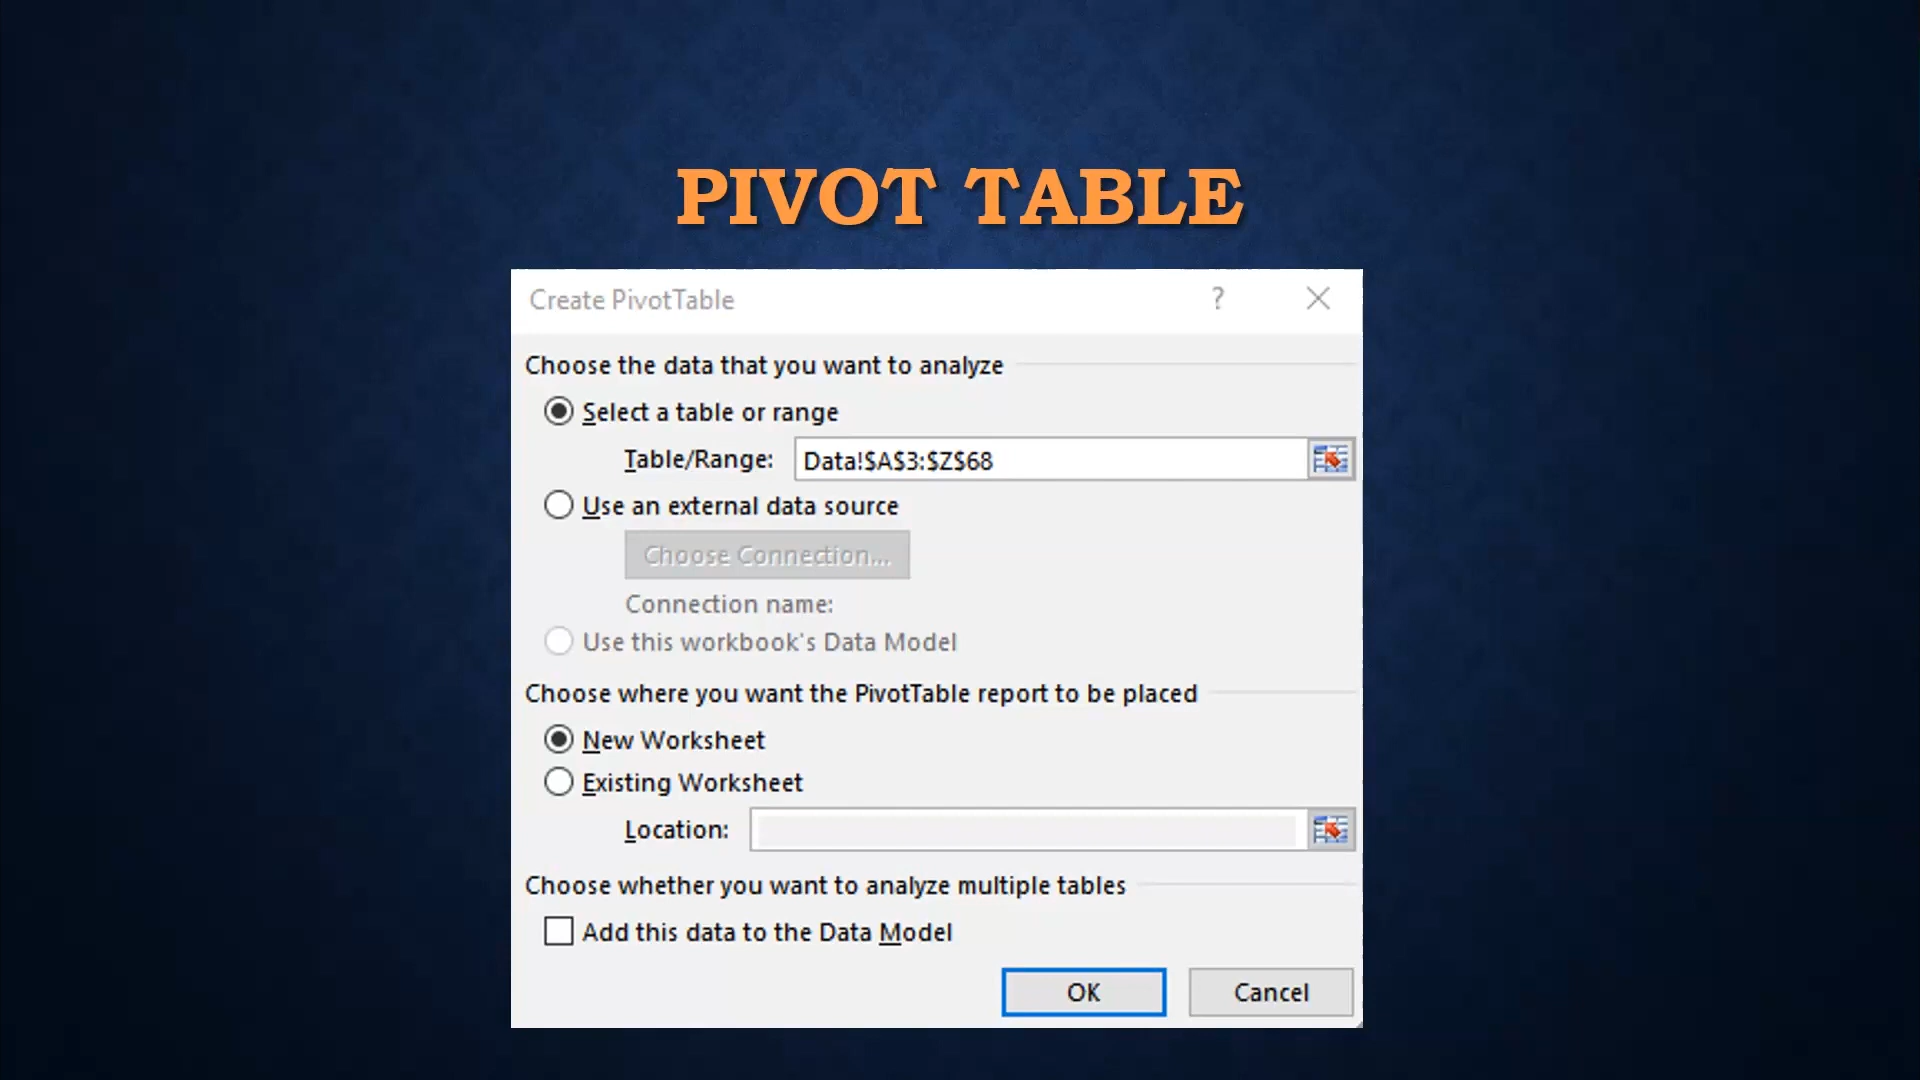 PIVOT TABLE
Create PivotTable ?
Choose the data that you want to analyze
Select a table or range
Table/Range: Data!$A$3:$Z$68
Use an external data source
Choose Connection...
Connection name:
Use this workbook's Data Model
Choose where you want the PivotTable report to be placed
New Worksheet
Existing Worksheet
Location:
Choose whether you want to analyze multiple tables
Add this data to the Data Model
OK Cancel